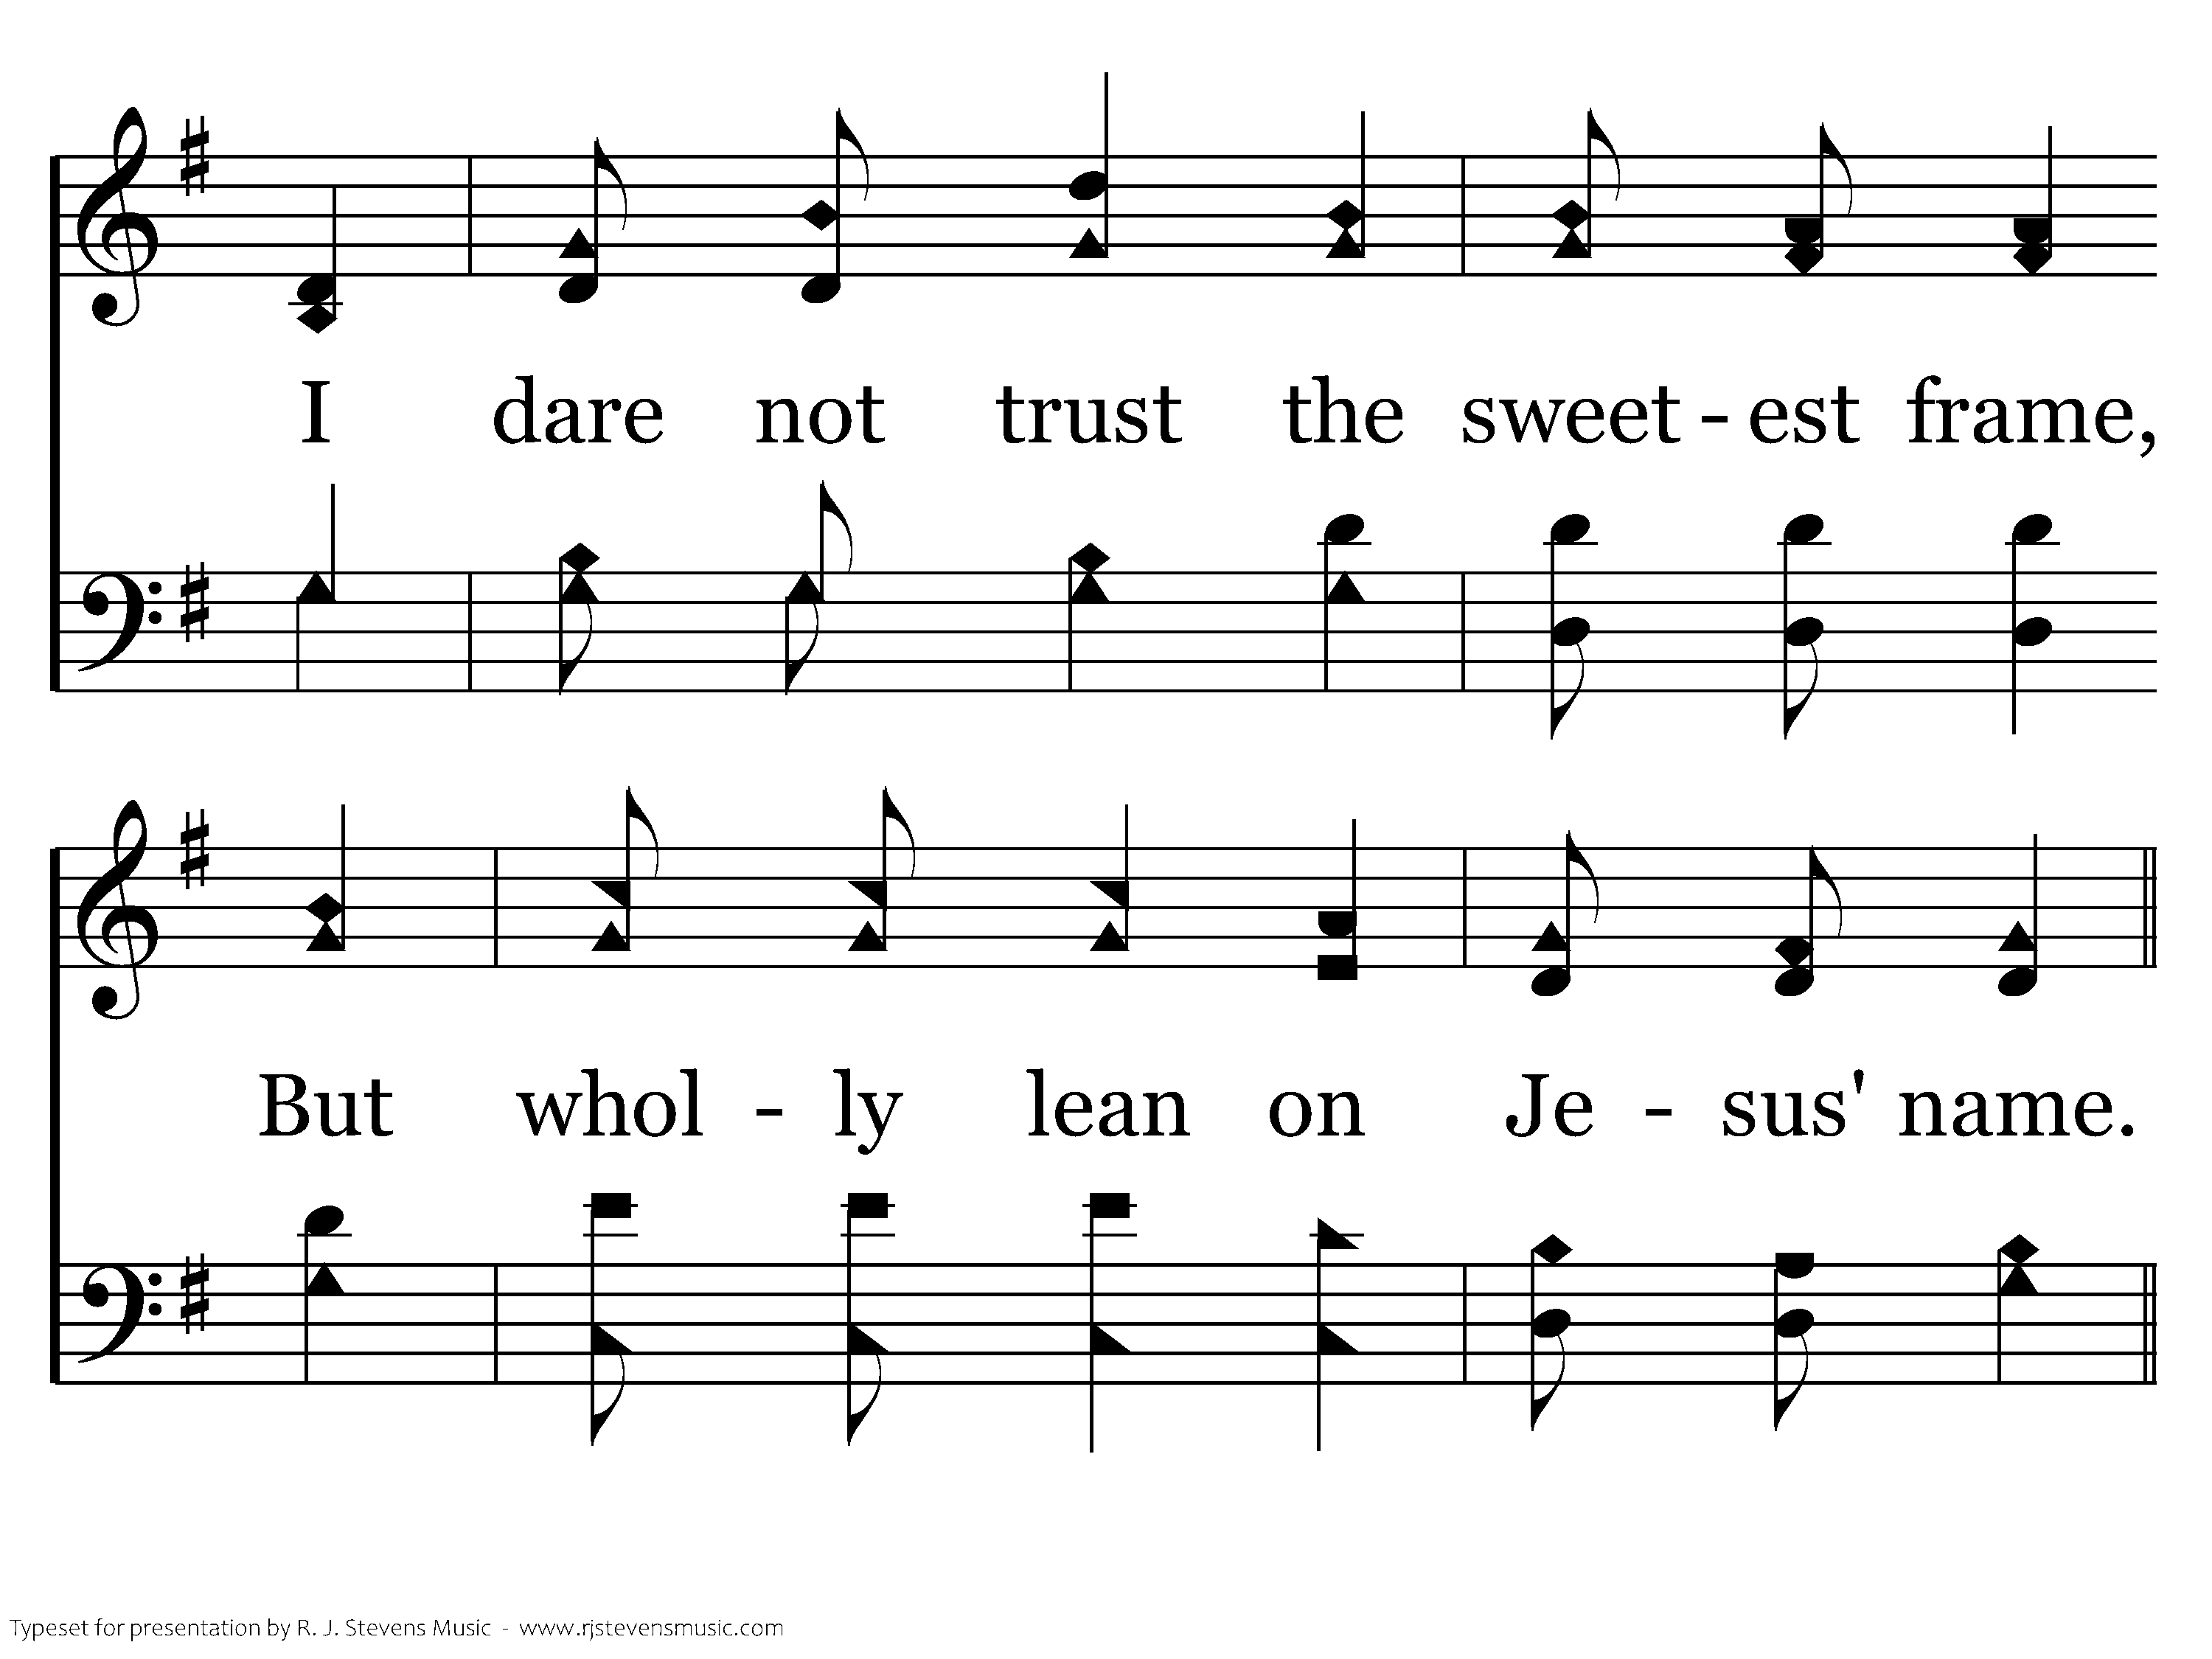 I dare not trust the sweet - est frame,
But whol - ly lean on Je - sus' name.
Typeset for presentation by R. J. Stevens Music - www.rjstevensmusic.com